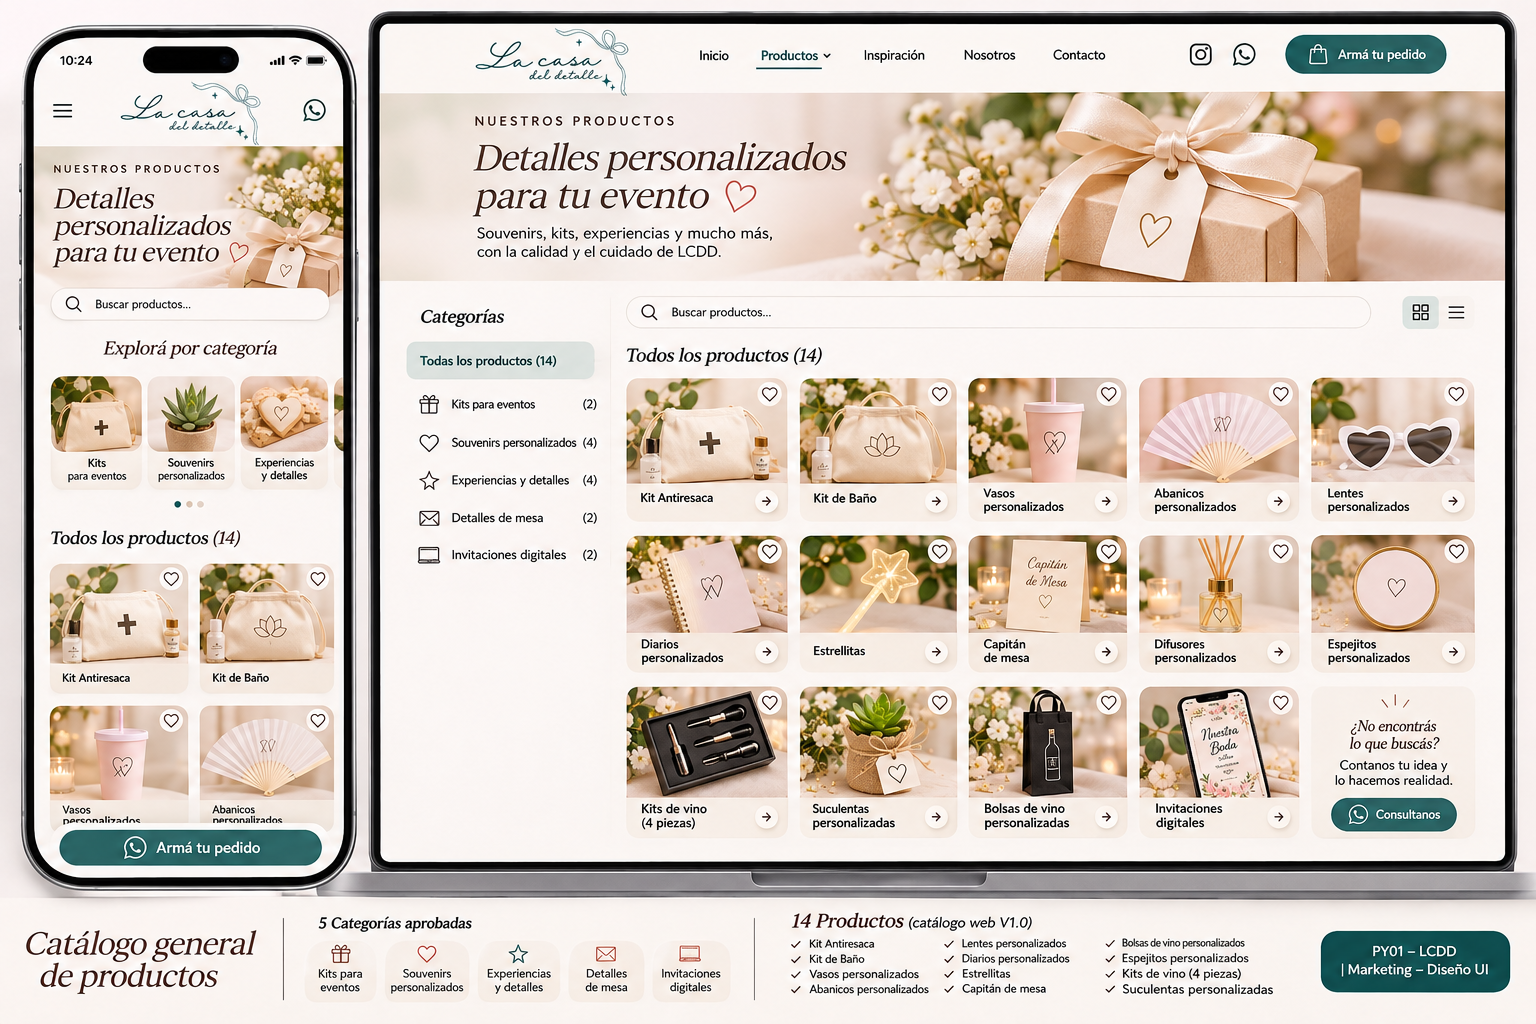 10:24
La casa
del detalle
NUESTROS PRODUCTOS
Detalles
personalizados
para tu evento
Buscar productos...
Explorá por categoría
Kits
para eventos
Souvenirs
personalizados
Experiencias
y detalles
Todos los productos (14)
Kit Antiresaca
Kit de Baño
Vasos
personalizados
Abanicos
personalizados
Armá tu pedido
La casa
del detalle
Inicio
Productos
Inspiración
Nosotros
Contacto
Armá tu pedido
NUESTROS PRODUCTOS
Detalles personalizados
para tu evento
Souvenirs, kits, experiencias y mucho más,
con la calidad y el cuidado de LCDD.
Categorías
Todas los productos (14)
Kits para eventos (2)
Souvenirs personalizados (4)
Experiencias y detalles (4)
Detalles de mesa (2)
Invitaciones digitales (2)
Buscar productos...
Todos los productos (14)
Kit Antiresaca
Kit de Baño
Vasos
personalizados
Abanicos
personalizados
Lentes
personalizados
Diarios
personalizados
Estrellitas
Capitán
de Mesa
Capitán
de mesa
Difusores
personalizados
Espejitos
personalizados
Kits de vino
(4 piezas)
Suculentas
personalizadas
Bolsas de vino
personalizadas
Nuestra
Boda
Invitaciones
digitales
¿No encontrás
lo que buscás?
Contanos tu idea y
lo hacemos realidad.
Consultanos
Catálogo general
de productos
5 Categorías aprobadas
Kits para
eventos
Souvenirs
personalizados
Experiencias
y detalles
Detalles
de mesa
Invitaciones
digitales
14 Productos (catálogo web V1.0)
Kit Antiresaca
Kit de Baño
Vasos personalizados
Abanicos personalizados
Lentes personalizados
Diarios personalizados
Estrellitas
Capitán de mesa
Bolsas de vino personalizados
Espejitos personalizados
Kits de vino (4 piezas)
Suculentas personalizadas
PY01 – LCDD
| Marketing – Diseño UI